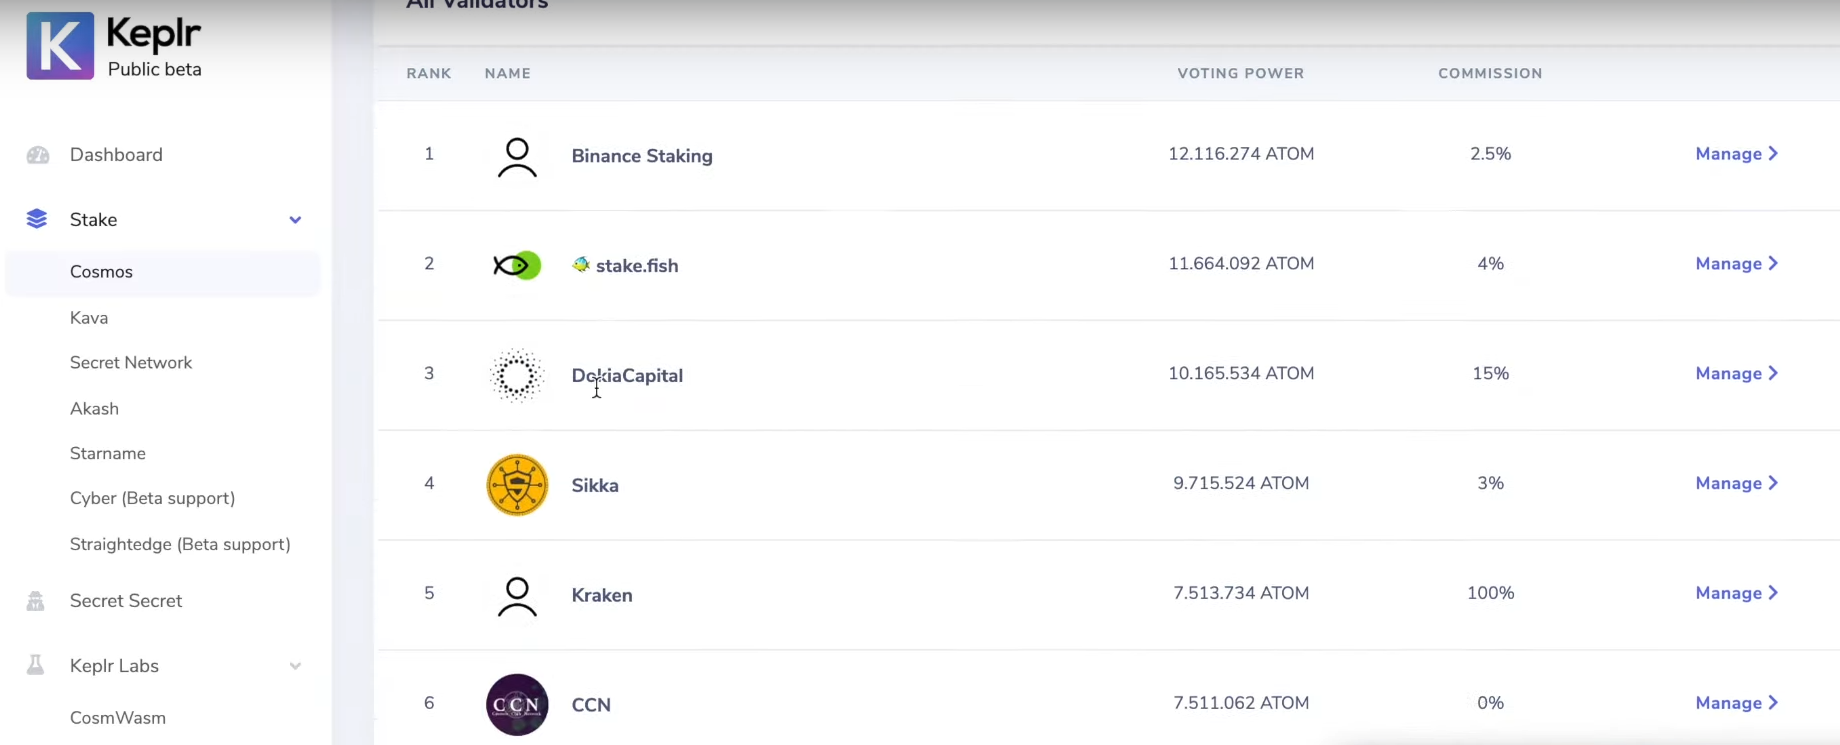 All Validators
Keplr
Public beta
Dashboard
Stake
Cosmos
Kava
Secret Network
Akash
Starname
Cyber (Beta support)
Straightedge (Beta support)
Secret Secret
Keplr Labs
CosmWasm
RANK NAME VOTING POWER COMMISSION
1 Binance Staking 12.116.274 ATOM 2.5% Manage
2 🐠 stake.fish 11.664.092 ATOM 4% Manage
3 DokiaCapital 10.165.534 ATOM 15% Manage
4 Sikka 9.715.524 ATOM 3% Manage
5 Kraken 7.513.734 ATOM 100% Manage
6 CCN CCN 7.511.062 ATOM 0% Manage